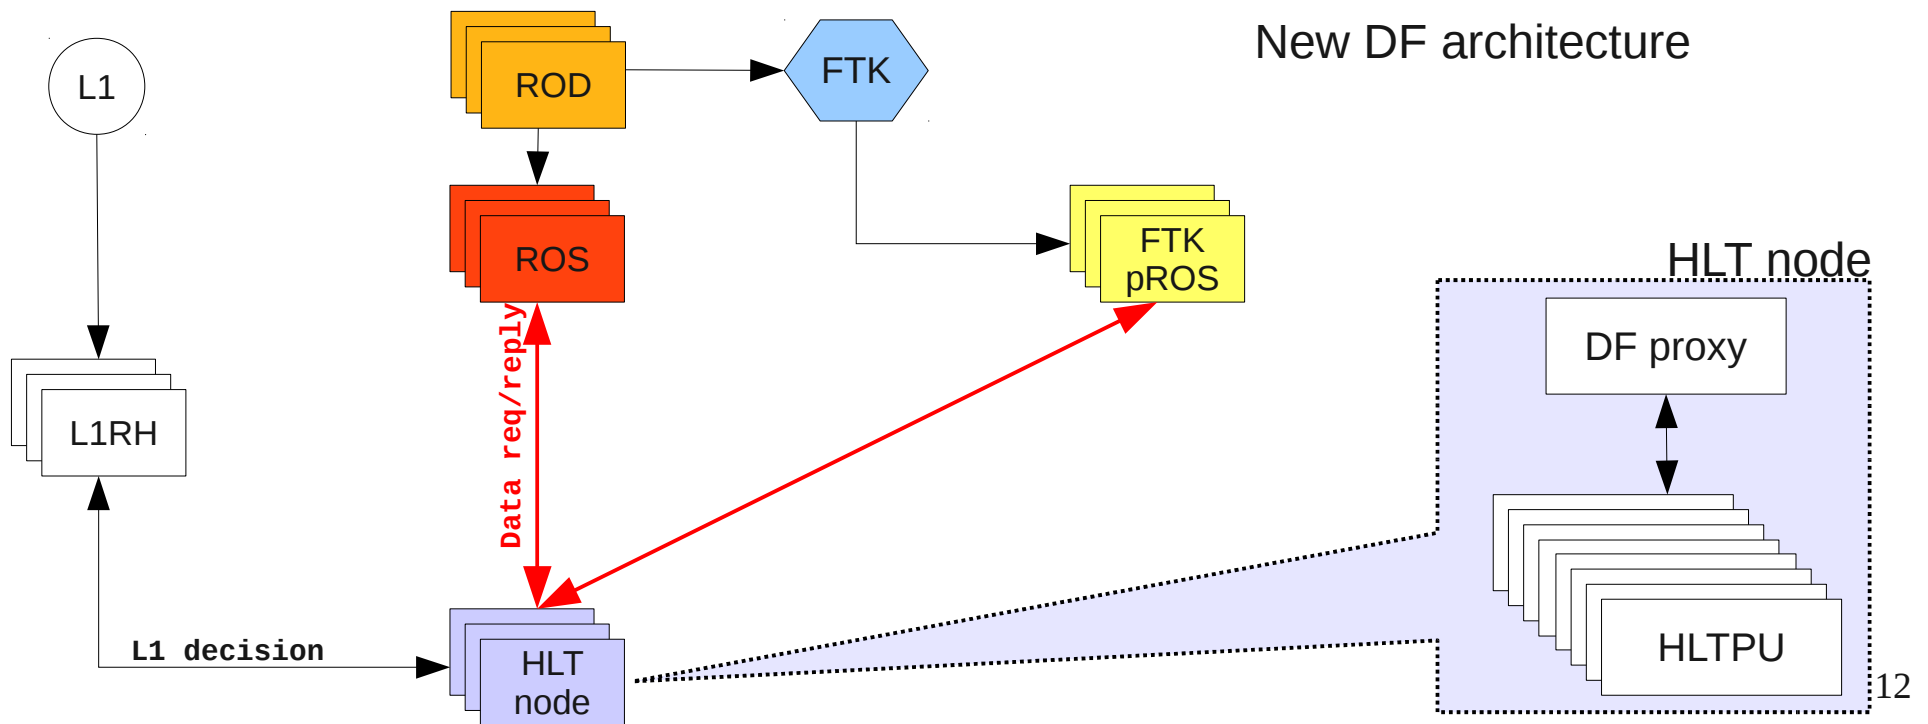 New DF architecture
L1
ROD
FTK
ROS
FTK
pROS
HLT node
Data req/reply
DF proxy
L1RH
L1 decision
HLT
node
HLTPU
12